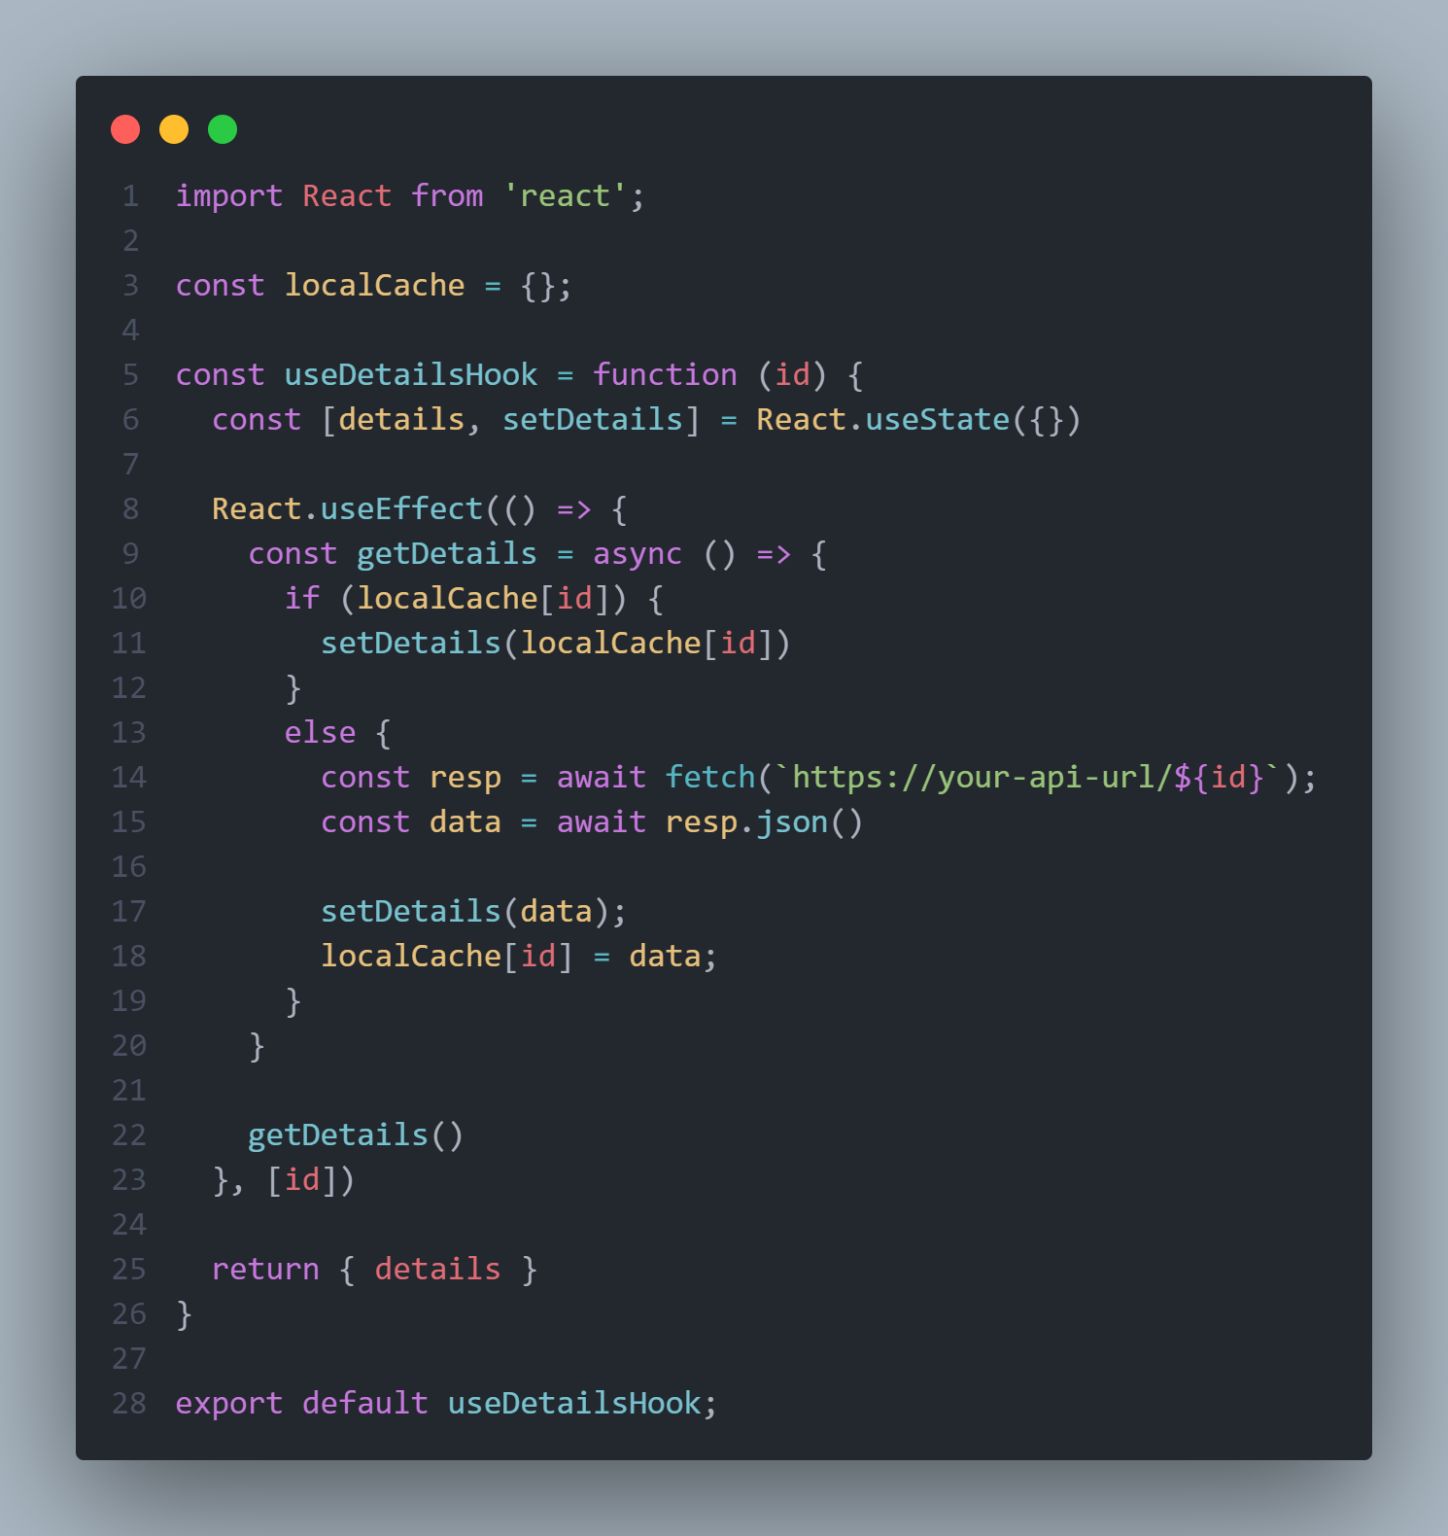 1 import React from 'react';
2
3 const localCache = {};
4
5 const useDetailsHook = function (id) {
6   const [details, setDetails] = React.useState({})
7
8   React.useEffect(() => {
9     const getDetails = async () => {
10       if (localCache[id]) {
11         setDetails(localCache[id])
12       }
13       else {
14         const resp = await fetch(`https://your-api-url/${id}`);
15         const data = await resp.json()
16
17         setDetails(data);
18         localCache[id] = data;
19       }
20     }
21
22     getDetails()
23   }, [id])
24
25   return { details }
26 }
27
28 export default useDetailsHook;